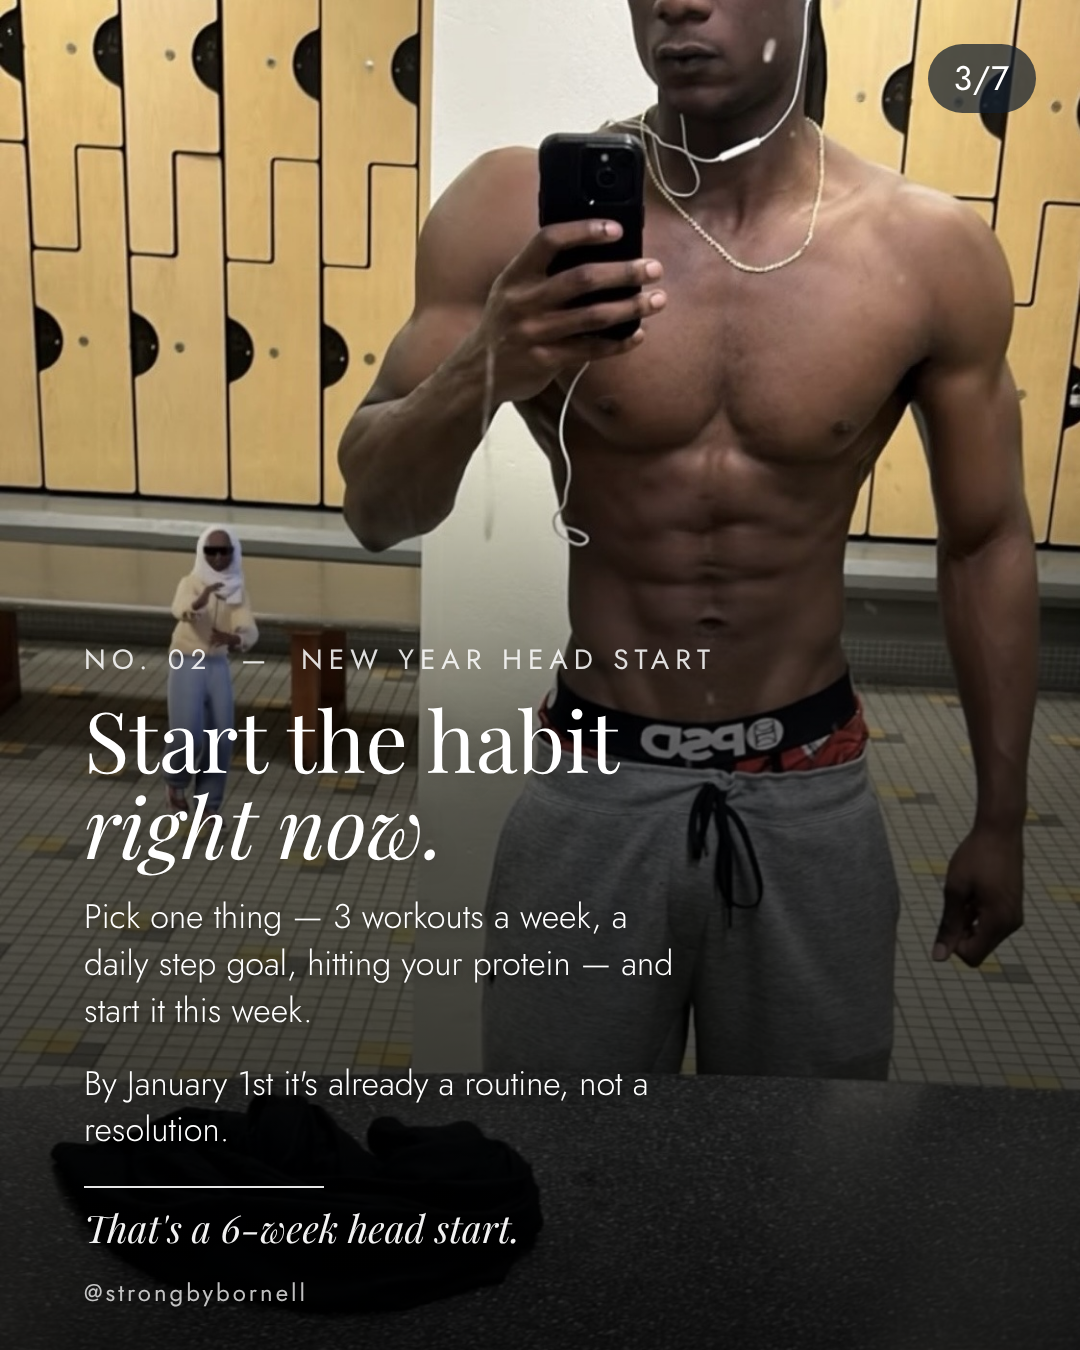 3/7
NO. 02 — NEW YEAR HEAD START
PSD
Start the habit
right now.
Pick one thing — 3 workouts a week, a
daily step goal, hitting your protein — and
start it this week.
By January 1st it's already a routine, not a
resolution.
That's a 6-week head start.
@strongbybornell